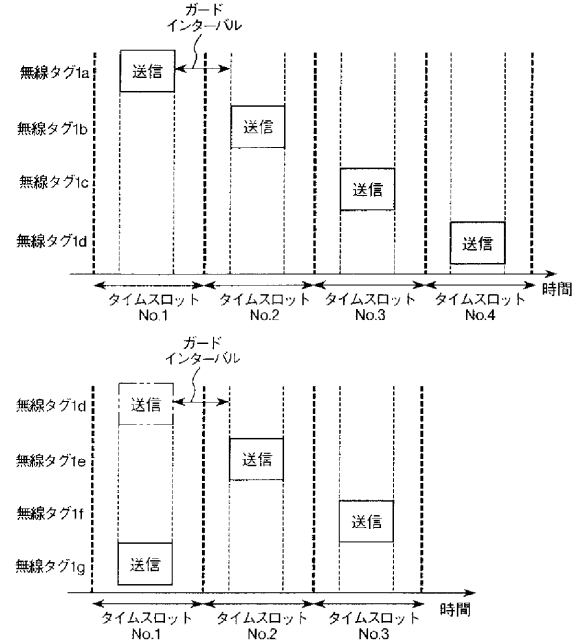 ガード
インターバル
無線タグ1a
送信
無線タグ1b
送信
無線タグ1c
送信
無線タグ1d
送信
時間
タイムスロット
No.1
タイムスロット
No.2
タイムスロット
No.3
タイムスロット
No.4
ガード
インターバル
無線タグ1d
送信
無線タグ1e
送信
無線タグ1f
送信
無線タグ1g
送信
時間
タイムスロット
No.1
タイムスロット
No.2
タイムスロット
No.3